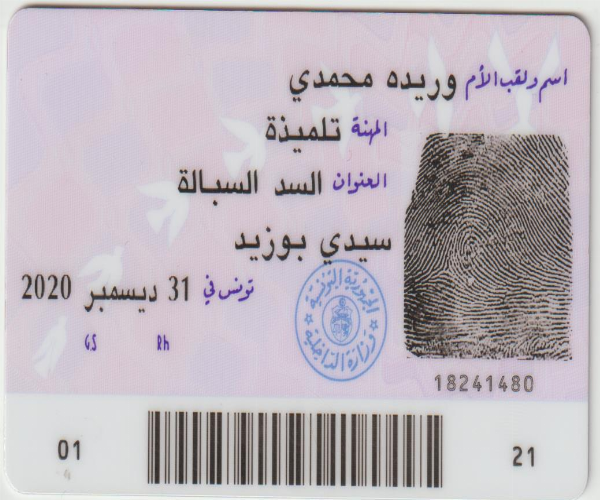 اسم ولقب الأم وريده محمدي
المهنة تلميذة
العنوان السد السبالة
سيدي بوزيد
تونس في 31 ديسمبر 2020
G.S Rh
الجمهورية التونسية
وزارة الداخلية
18241480
01 21